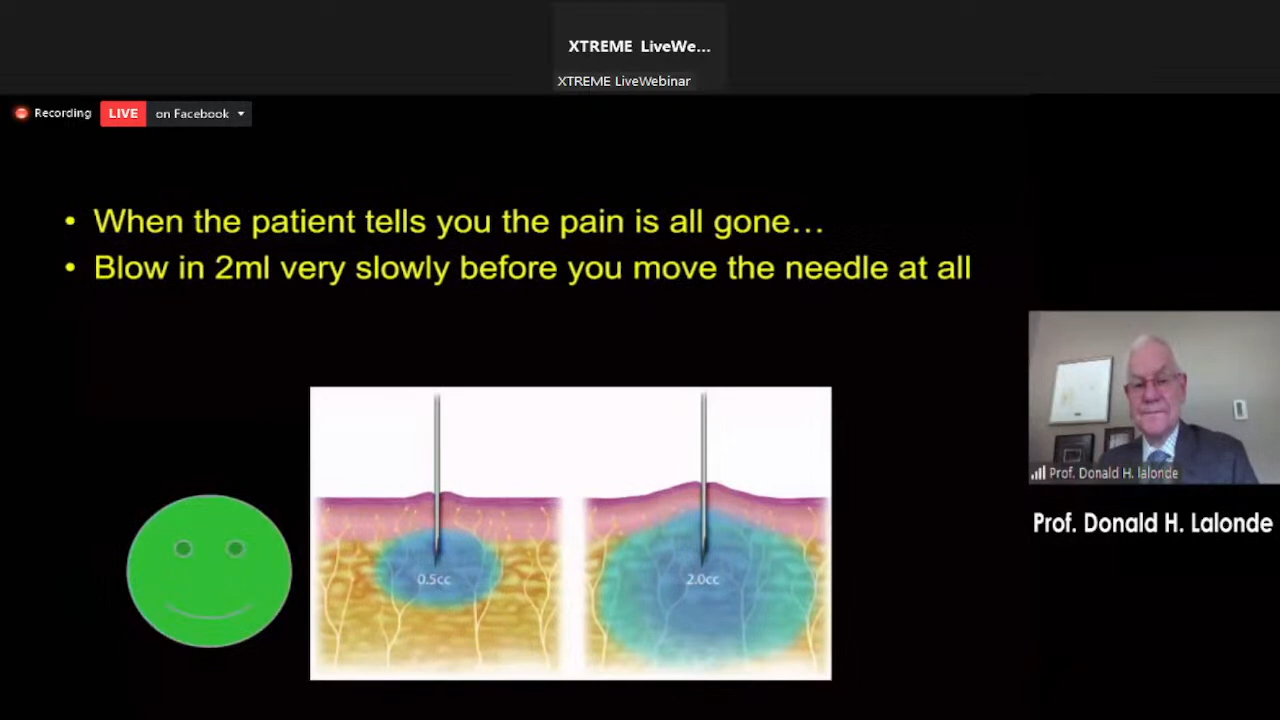 XTREME LiveWe...
XTREME LiveWebinar
Recording
LIVE
on Facebook
• When the patient tells you the pain is all gone…
• Blow in 2ml very slowly before you move the needle at all
0.5cc
2.0cc
Prof. Donald H. lalonde
Prof. Donald H. Lalonde